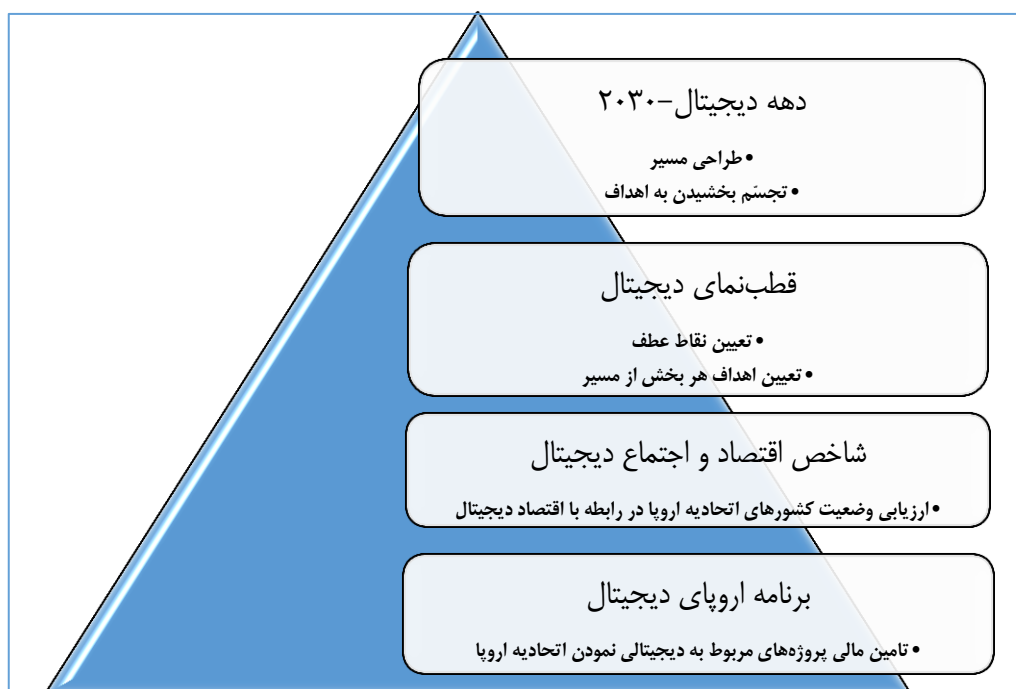 دهه دیجیتال-۲۰۳۰
• طراحی مسیر
• تجسّم بخشیدن به اهداف
قطب‌نمای دیجیتال
• تعیین نقاط عطف
• تعیین اهداف هر بخش از مسیر
شاخص اقتصاد و اجتماع دیجیتال
• ارزیابی وضعیت کشورهای اتحادیه اروپا در رابطه با اقتصاد دیجیتال
برنامه اروپای دیجیتال
• تامین مالی پروژه‌های مربوط به دیجیتالی نمودن اتحادیه اروپا